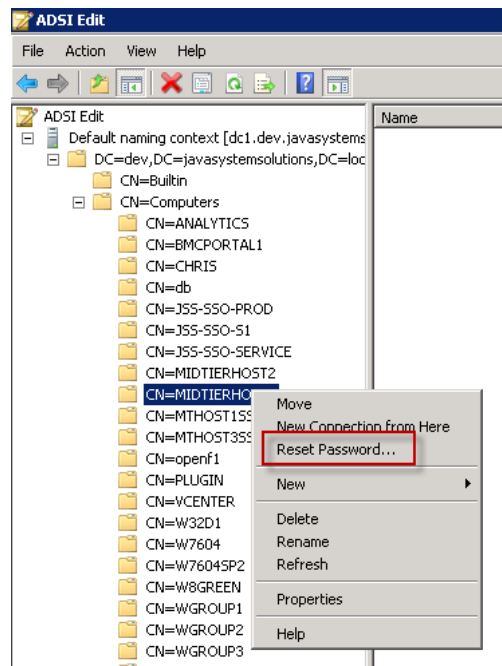 ADSI Edit
File Action View Help
ADSI Edit
Name
Default naming context [dc1.dev.javasystems
DC=dev,DC=javasystemsolutions,DC=loc
CN=Builtin
CN=Computers
CN=ANALYTICS
CN=BMCPORTAL1
CN=CHRIS
CN=db
CN=JSS-SSO-PROD
CN=JSS-SSO-S1
CN=JSS-SSO-SERVICE
CN=MIDTIERHOST2
CN=MIDTIERHO
CN=MTHOST1SS
CN=MTHOST3SS
CN=openf1
CN=PLUGIN
CN=VCENTER
CN=W32D1
CN=W7604
CN=W7604SP2
CN=W8GREEN
CN=WGROUP1
CN=WGROUP2
CN=WGROUP3
Move
New Connection from Here
Reset Password...
New
Delete
Rename
Refresh
Properties
Help